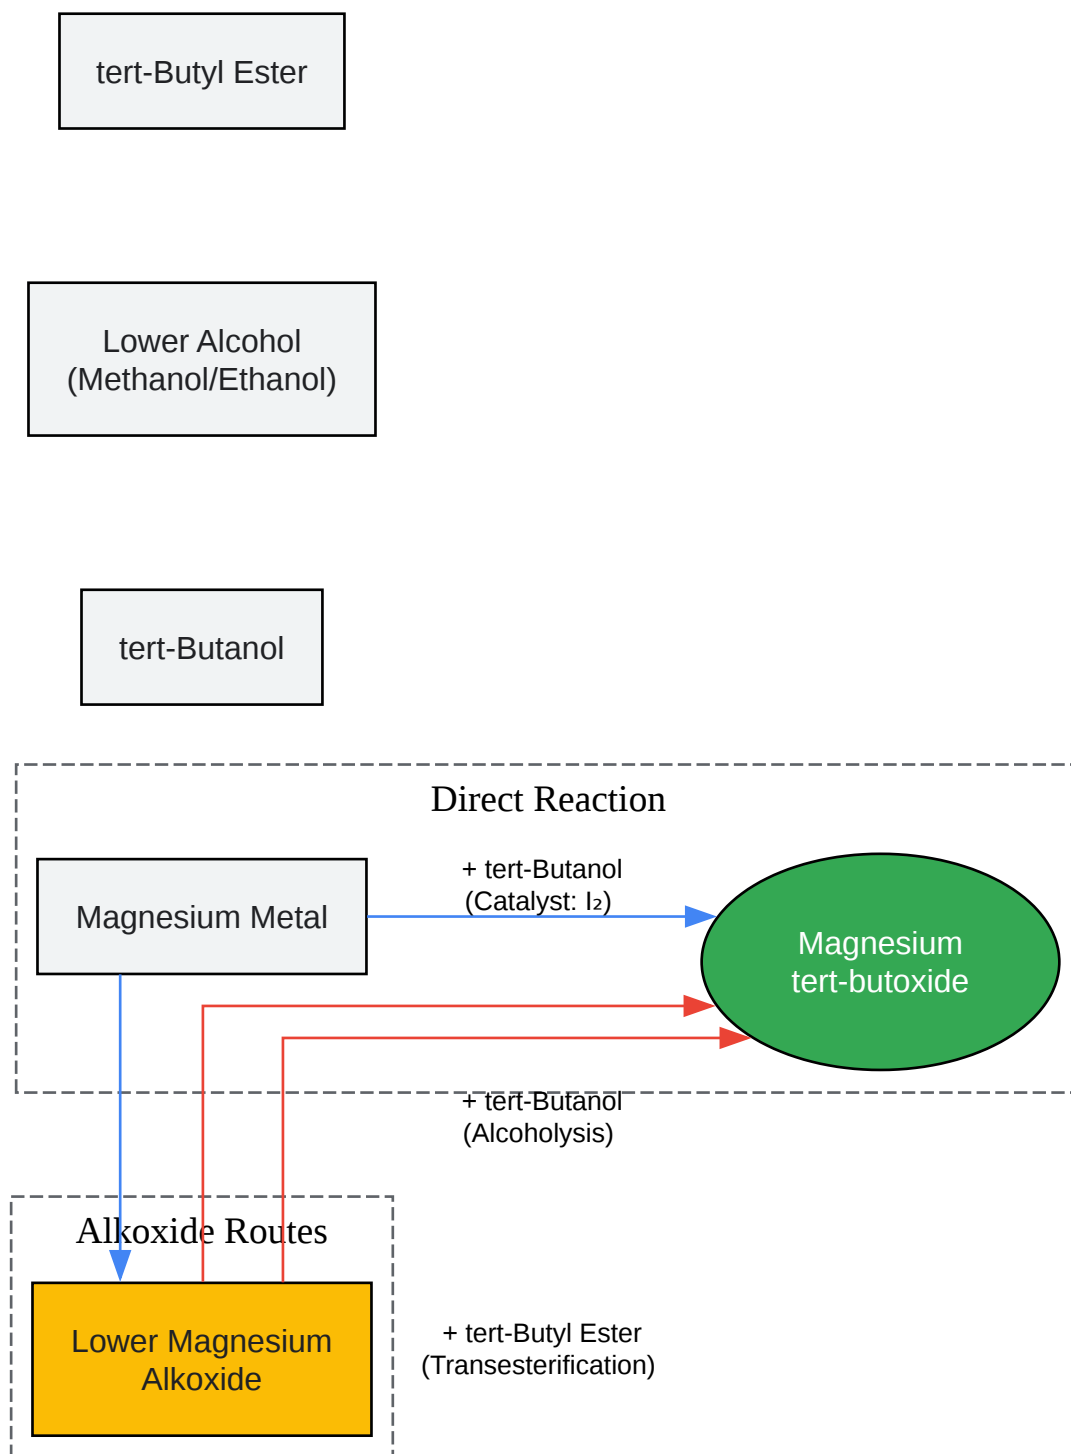 tert-Butyl Ester
Lower Alcohol
(Methanol/Ethanol)
tert-Butanol
Direct Reaction
+ tert-Butanol
(Catalyst: I₂)
Magnesium Metal
Magnesium
tert-butoxide
+ tert-Butanol
(Alcoholysis)
Alkoxide Routes
Lower Magnesium
Alkoxide
+ tert-Butyl Ester
(Transesterification)